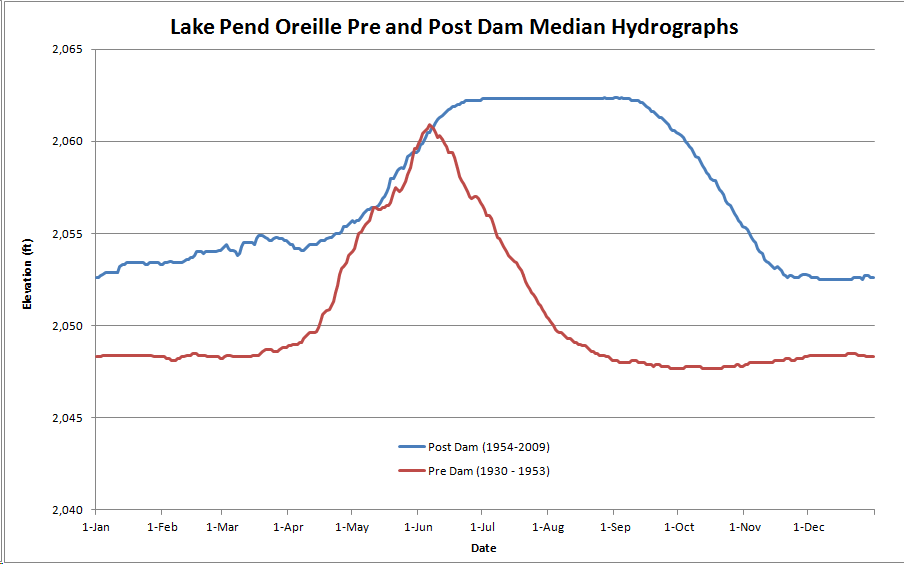 Lake Pend Oreille Pre and Post Dam Median Hydrographs
2,065
2,060
2,055
2,050
2,045
2,040
Elevation (ft)
Post Dam (1954-2009)
Pre Dam (1930 - 1953)
1-Jan 1-Feb 1-Mar 1-Apr 1-May 1-Jun 1-Jul 1-Aug 1-Sep 1-Oct 1-Nov 1-Dec
Date